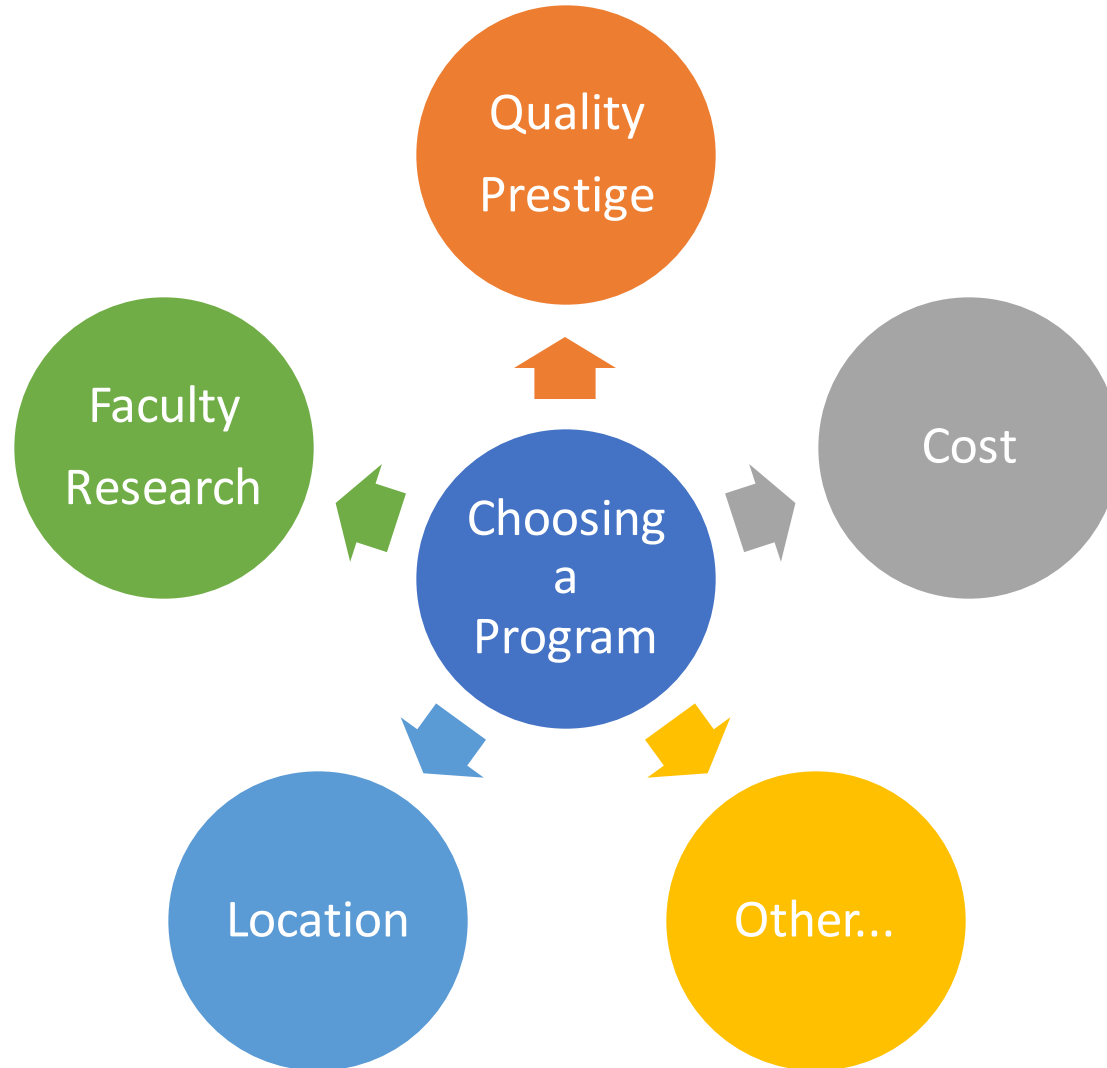 Quality
Prestige
Faculty
Research
Cost
Choosing
a
Program
Location
Other...